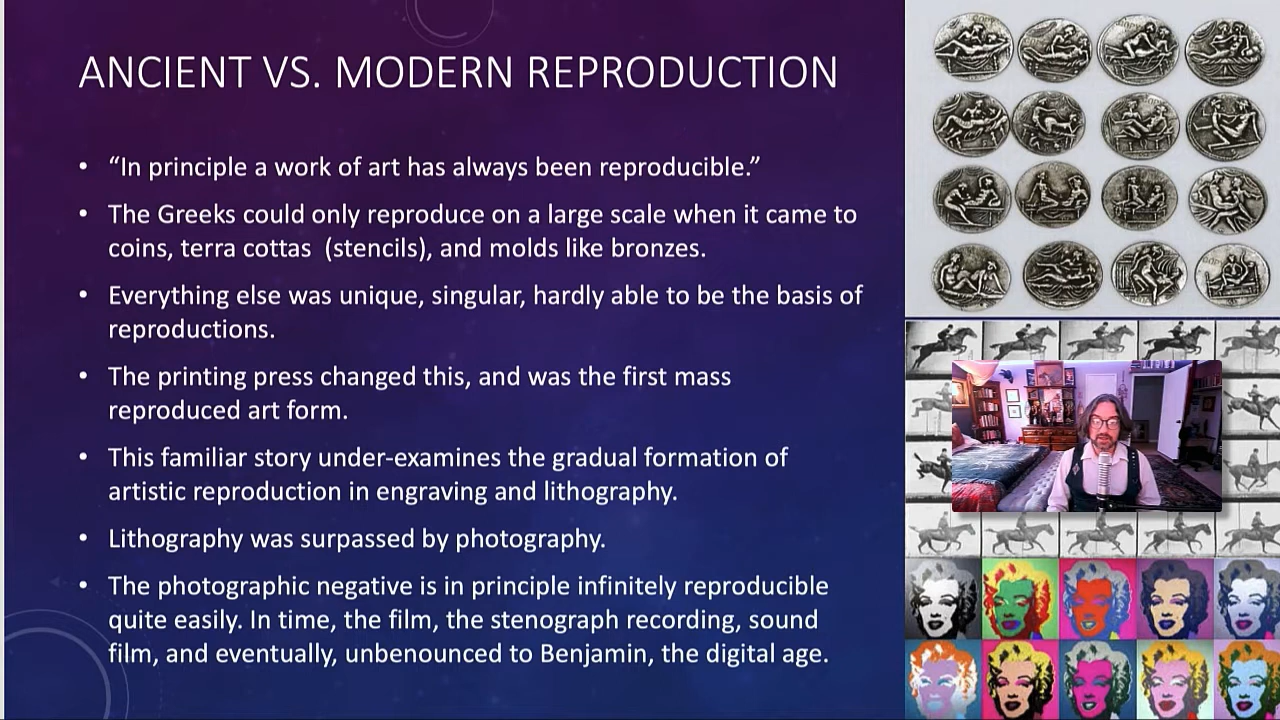 ANCIENT VS. MODERN REPRODUCTION
• “In principle a work of art has always been reproducible.”
• The Greeks could only reproduce on a large scale when it came to
coins, terra cottas  (stencils), and molds like bronzes.
• Everything else was unique, singular, hardly able to be the basis of
reproductions.
• The printing press changed this, and was the first mass
reproduced art form.
• This familiar story under-examines the gradual formation of
artistic reproduction in engraving and lithography.
• Lithography was surpassed by photography.
• The photographic negative is in principle infinitely reproducible
quite easily. In time, the film, the stenograph recording, sound
film, and eventually, unbenounced to Benjamin, the digital age.